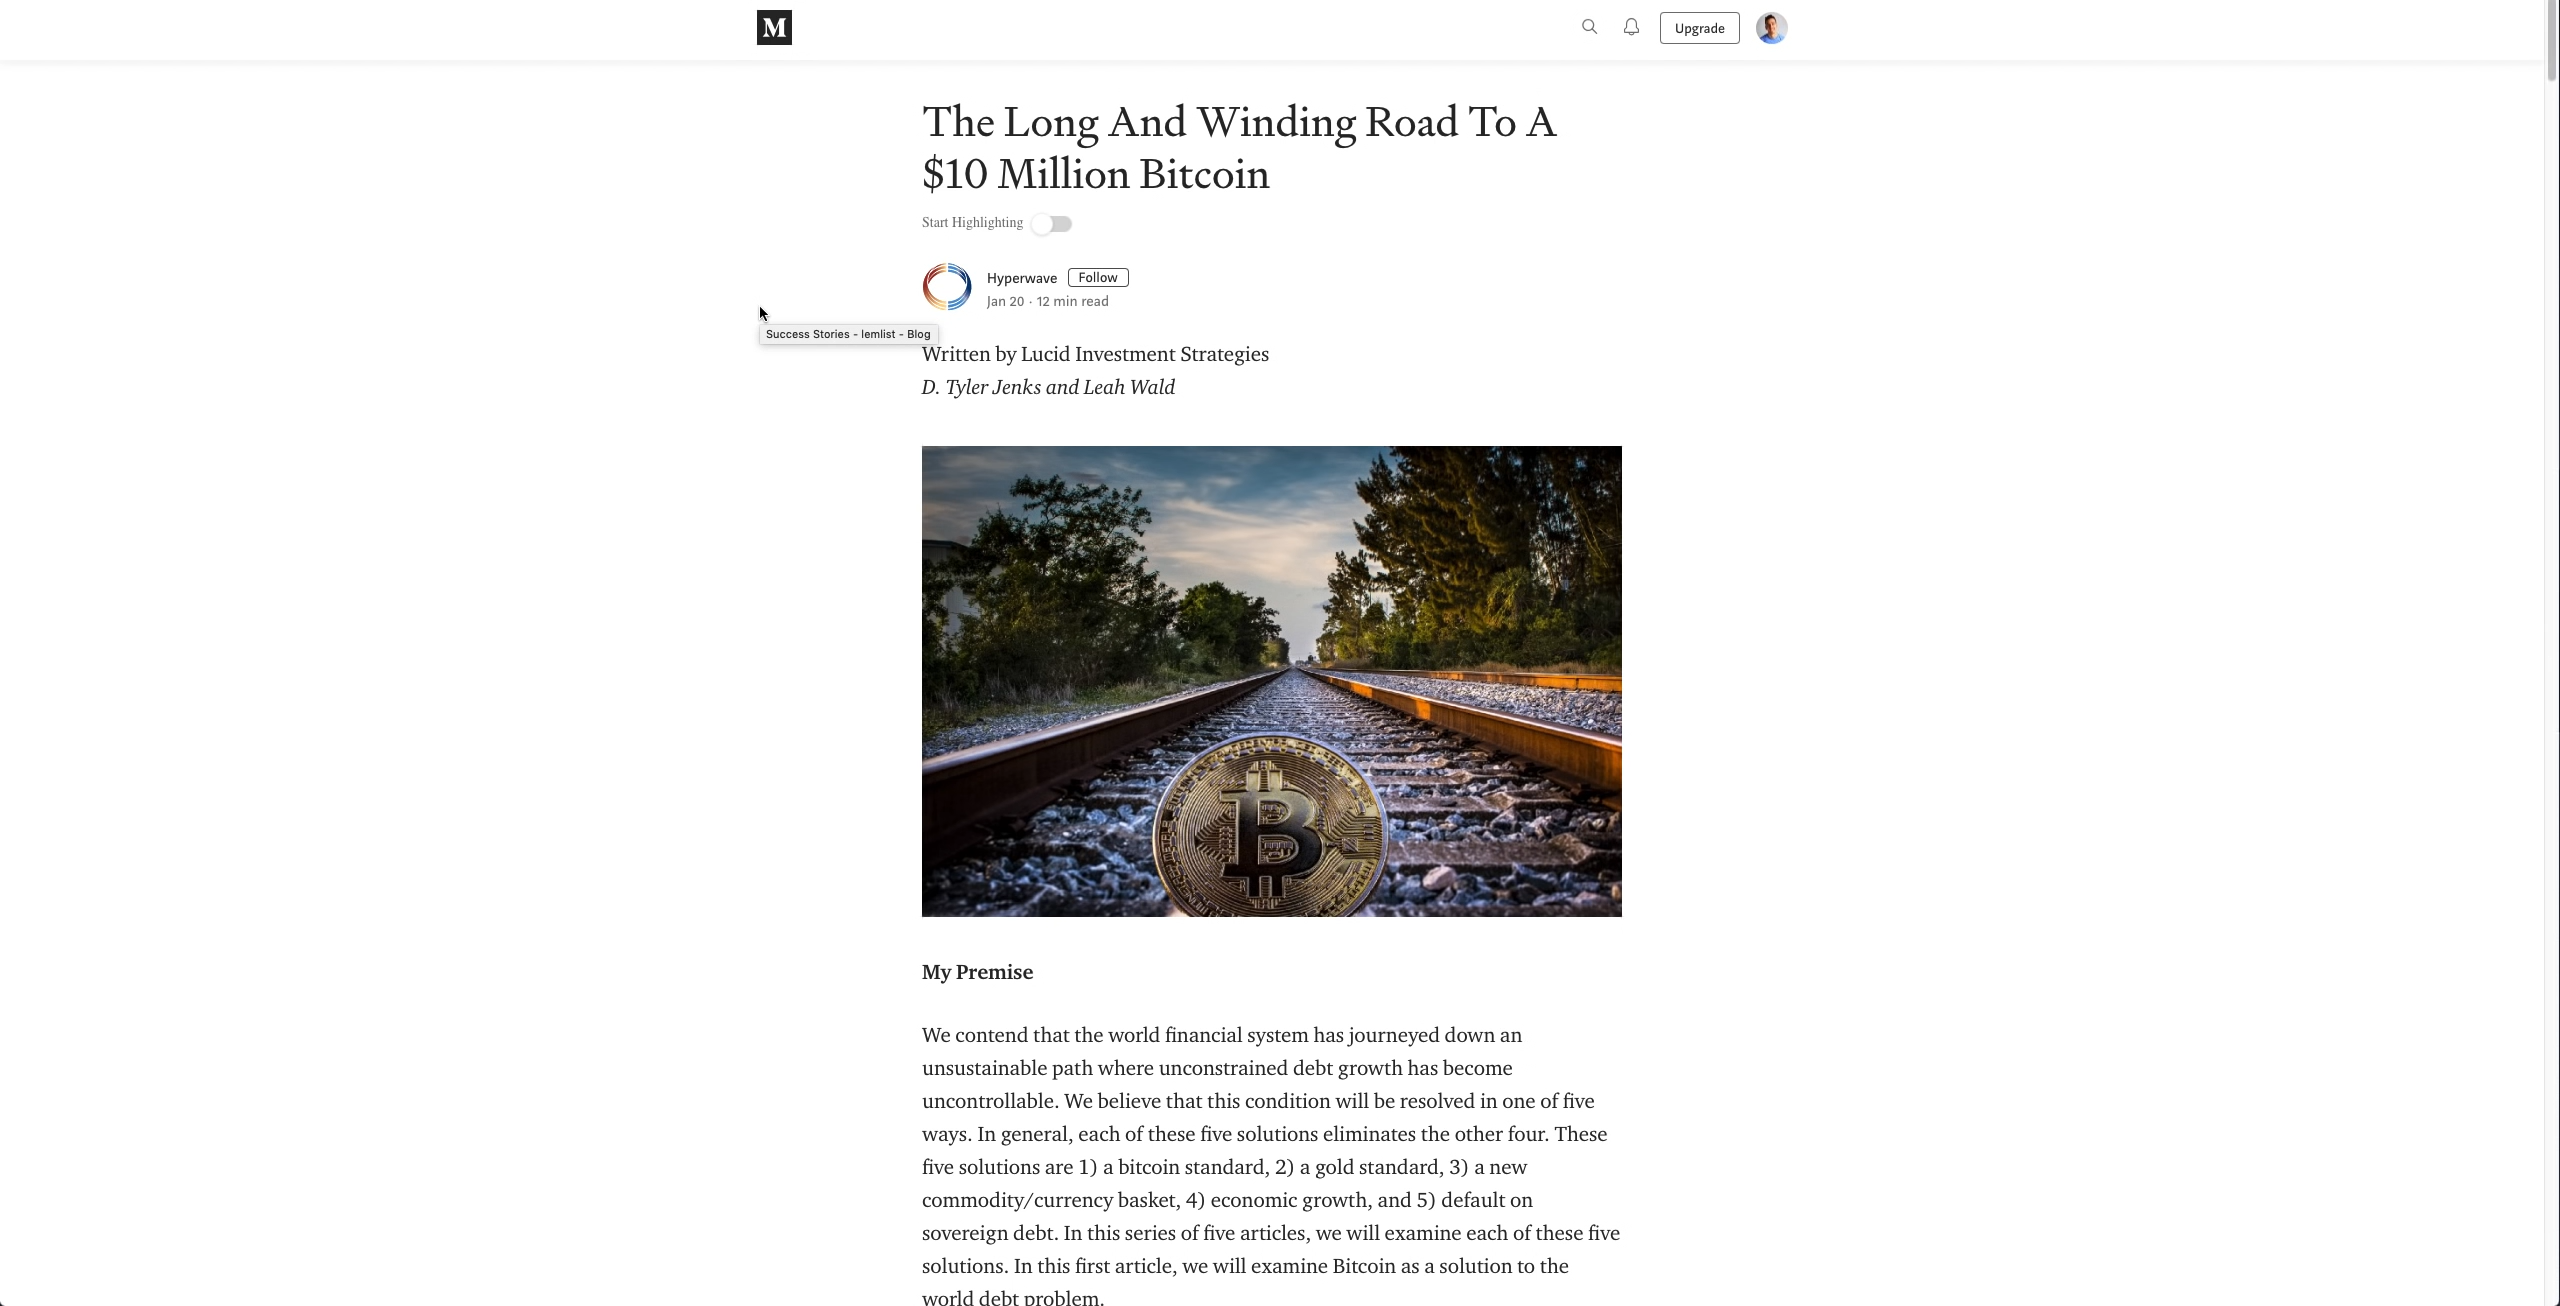 M
Upgrade
The Long And Winding Road To A
$10 Million Bitcoin
Start Highlighting
Hyperwave Follow
Jan 20 · 12 min read
Success Stories - lemlist - Blog
Written by Lucid Investment Strategies
D. Tyler Jenks and Leah Wald
My Premise
We contend that the world financial system has journeyed down an
unsustainable path where unconstrained debt growth has become
uncontrollable. We believe that this condition will be resolved in one of five
ways. In general, each of these five solutions eliminates the other four. These
five solutions are 1) a bitcoin standard, 2) a gold standard, 3) a new
commodity/currency basket, 4) economic growth, and 5) default on
sovereign debt. In this series of five articles, we will examine each of these five
solutions. In this first article, we will examine Bitcoin as a solution to the
world debt problem.